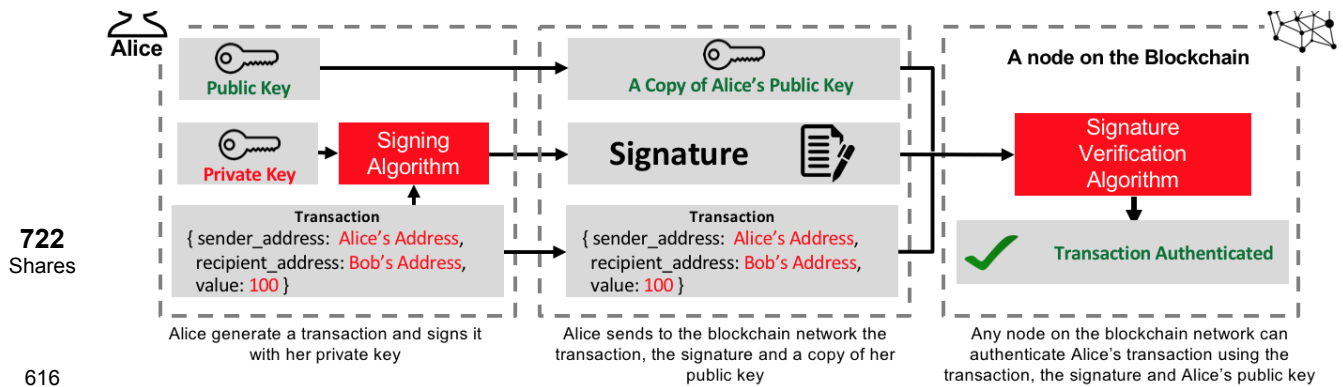 Alice
Public Key
Private Key
Signing
Algorithm
Transaction
{ sender_address: Alice's Address,
recipient_address: Bob's Address,
value: 100 }
Alice generate a transaction and signs it
with her private key
A Copy of Alice's Public Key
Signature
Transaction
{ sender_address: Alice's Address,
recipient_address: Bob's Address,
value: 100 }
Alice sends to the blockchain network the
transaction, the signature and a copy of her
public key
A node on the Blockchain
Signature
Verification
Algorithm
Transaction Authenticated
Any node on the blockchain network can
authenticate Alice's transaction using the
transaction, the signature and Alice's public key
722
Shares
616